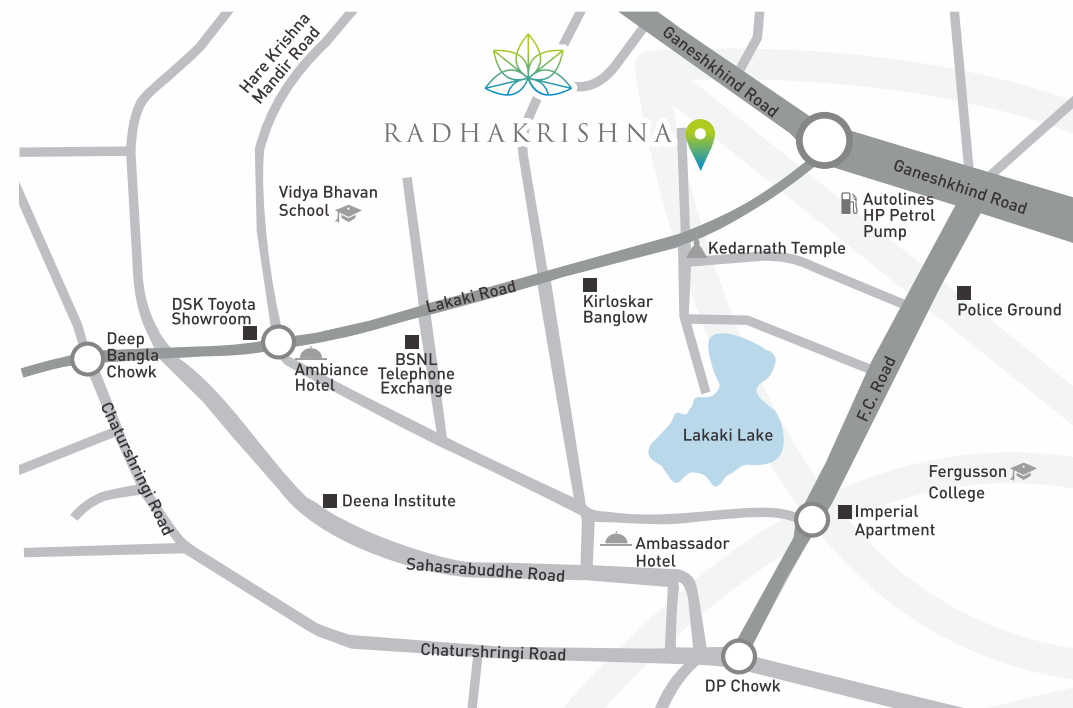 Hare Krishna
Mandir Road
Ganeshkhind Road
RADHAKRISHNA
Ganeshkhind Road
Vidya Bhavan
School
Autolines
HP Petrol
Pump
Kedarnath Temple
Lakaki Road
Kirloskar
Banglow
Police Ground
DSK Toyota
Showroom
Deep
Bangla
Chowk
Ambiance
Hotel
BSNL
Telephone
Exchange
F.C. Road
Chaturshringi Road
Lakaki Lake
Fergusson
College
Deena Institute
Imperial
Apartment
Ambassador
Hotel
Sahasrabuddhe Road
Chaturshringi Road
DP Chowk